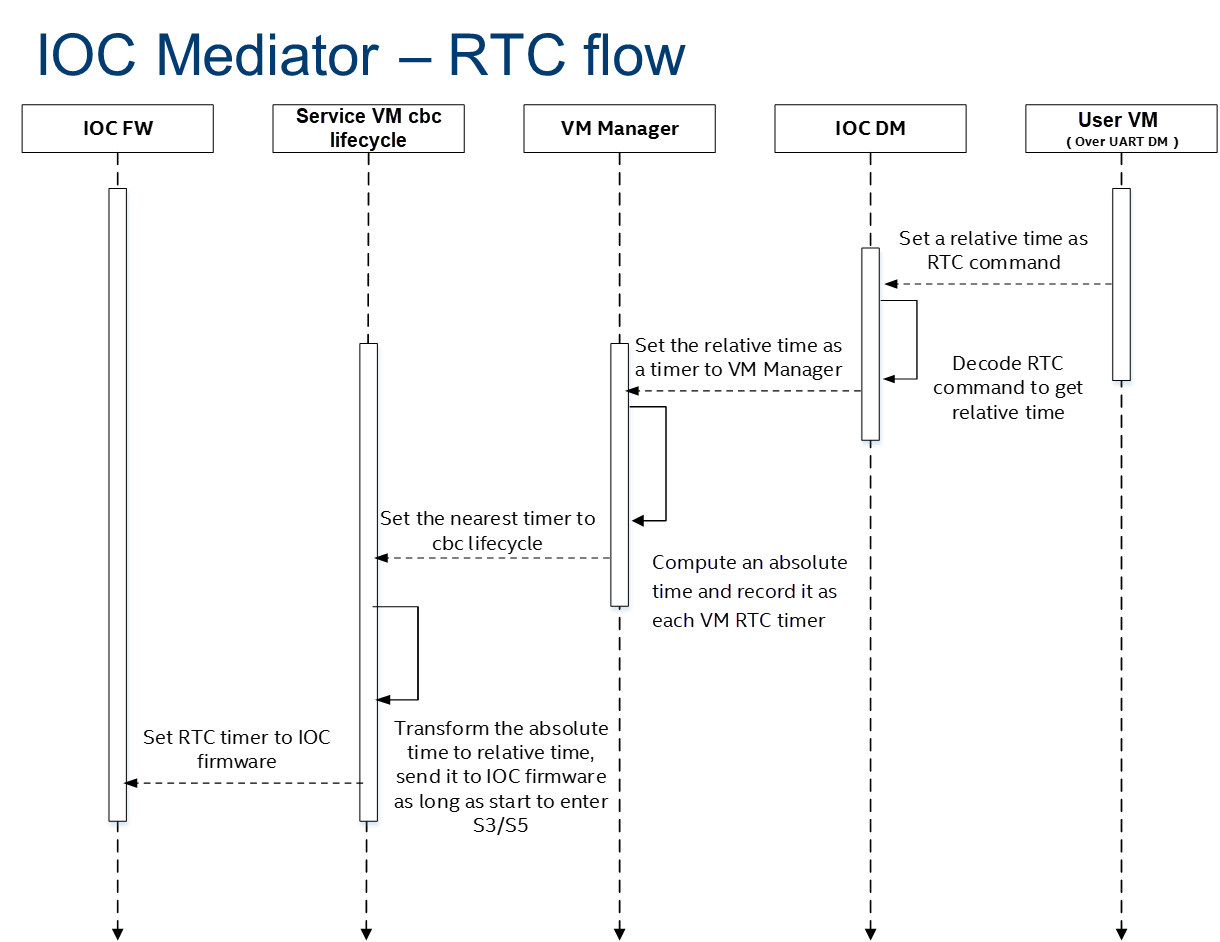 IOC Mediator – RTC flow
IOC FW
Service VM cbc
lifecycle
VM Manager
IOC DM
User VM
( Over UART DM )
Set a relative time as
RTC command
Set the relative time as
a timer to VM Manager
Decode RTC
command to get
relative time
Set the nearest timer to
cbc lifecycle
Compute an absolute
time and record it as
each VM RTC timer
Set RTC timer to IOC
firmware
Transform the absolute
time to relative time,
send it to IOC firmware
as long as start to enter
S3/S5